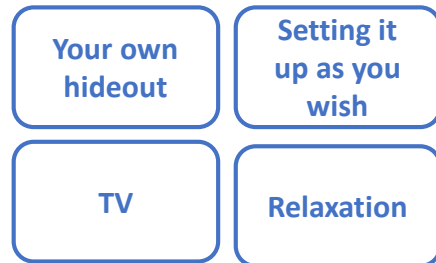 Your own
hideout
Setting it
up as you
wish
TV
Relaxation